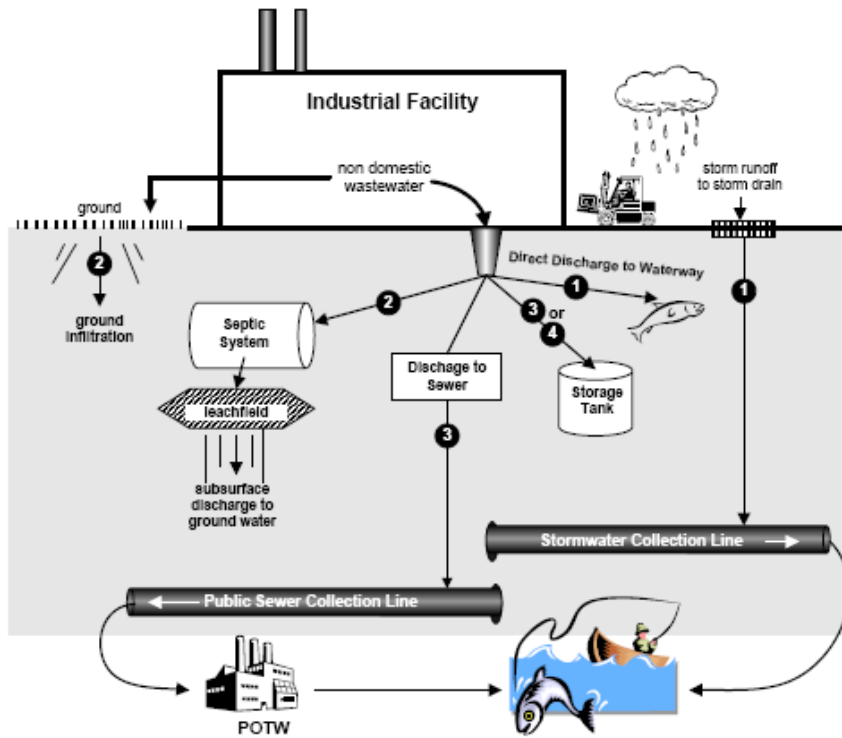 Industrial Facility
non domestic
wastewater
storm runoff
to storm drain
ground
Direct Discharge to Waterway
2
ground
infiltration
2
1
3 or
4
1
Septic
System
Dischage to
Sewer
Storage
Tank
leachfield
3
subsurface
discharge to
ground water
Stormwater Collection Line
Public Sewer Collection Line
POTW